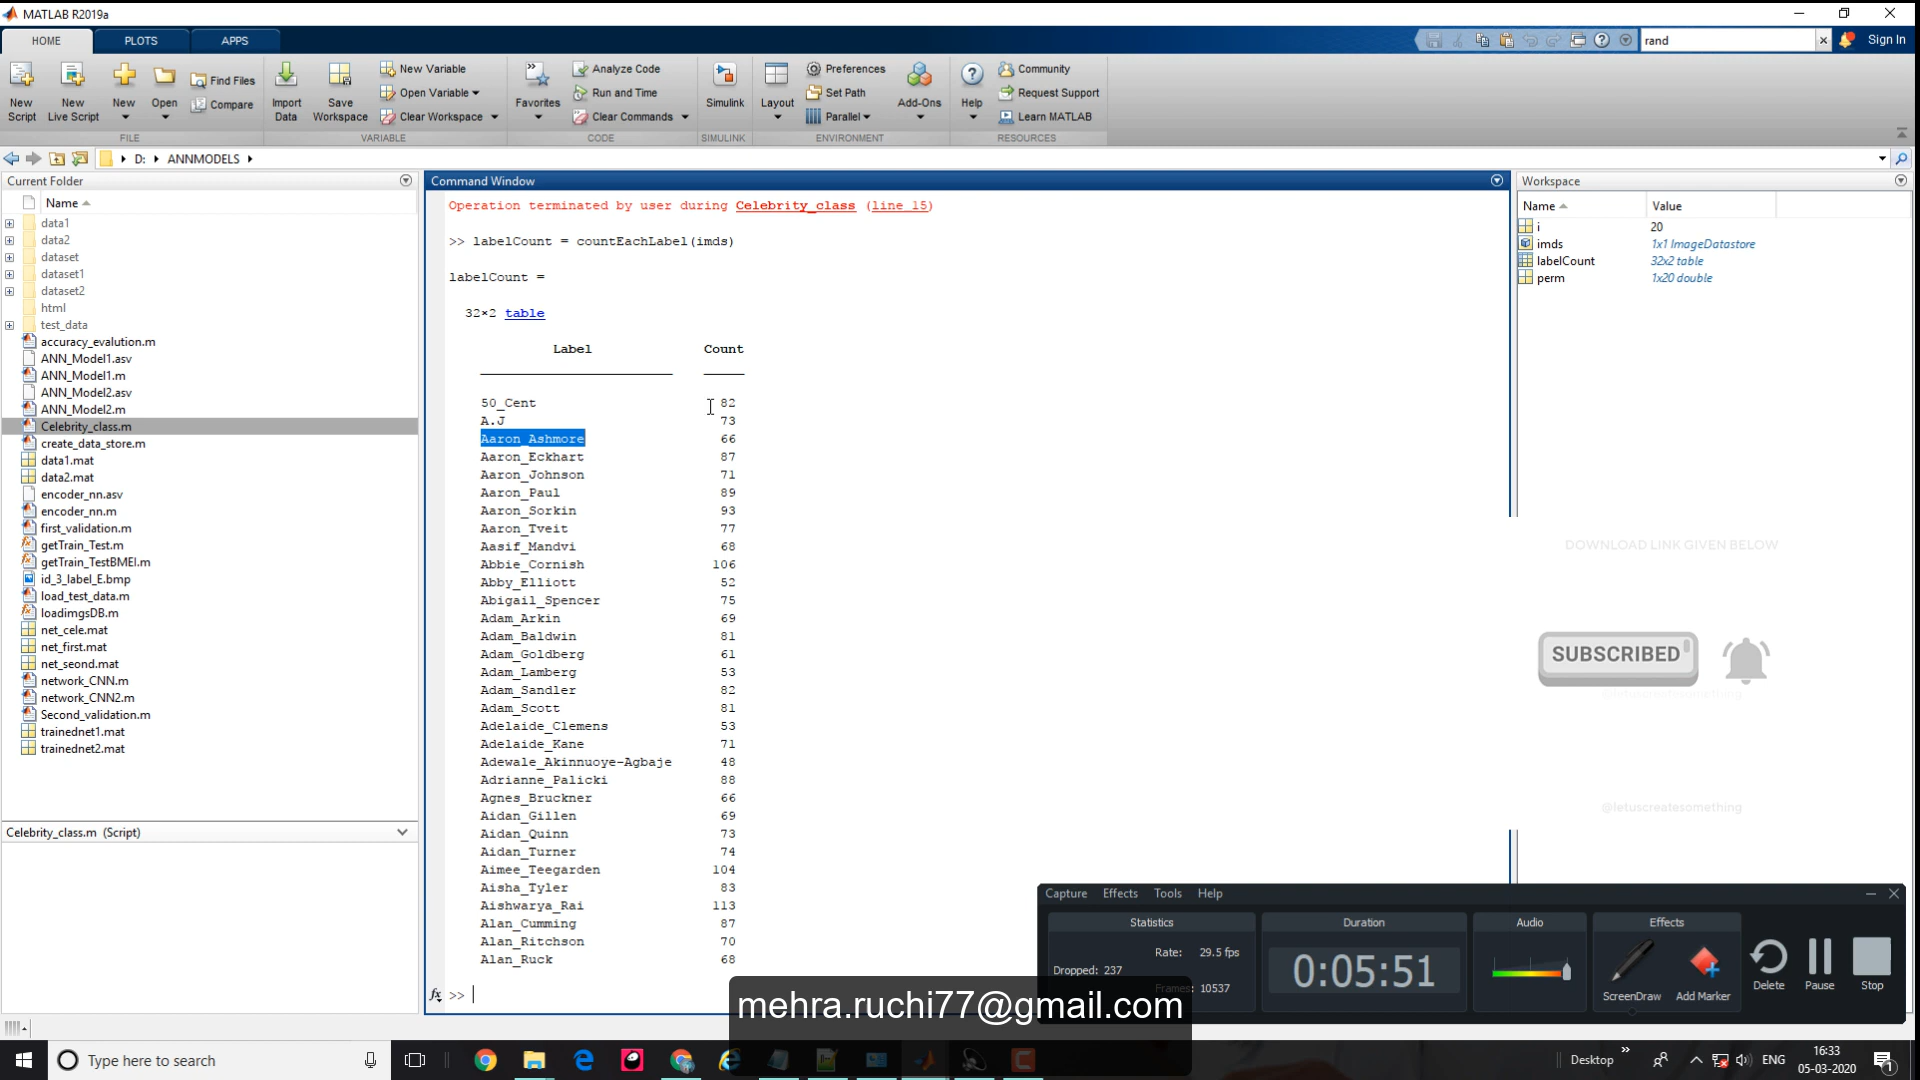 MATLAB R2019a
HOME PLOTS APPS
rand
Sign In
New Script
New Live Script
New
Open
Find Files
Compare
Import Data
Save Workspace
New Variable
Open Variable
Clear Workspace
Favorites
Analyze Code
Run and Time
Clear Commands
Simulink
Layout
Preferences
Set Path
Parallel
Add-Ons
Help
Community
Request Support
Learn MATLAB
FILE VARIABLE CODE SIMULINK ENVIRONMENT RESOURCES
D: ANNMODELS
Current Folder
Name
data1
data2
dataset
dataset1
dataset2
html
test_data
accuracy_evalution.m
ANN_Model1.asv
ANN_Model1.m
ANN_Model2.asv
ANN_Model2.m
Celebrity_class.m
create_data_store.m
data1.mat
data2.mat
encoder_nn.asv
encoder_nn.m
first_validation.m
getTrain_Test.m
getTrain_TestBMEI.m
id_3_label_E.bmp
load_test_data.m
loadimgsDB.m
net_cele.mat
net_first.mat
net_seond.mat
network_CNN.m
network_CNN2.m
Second_validation.m
trainednet1.mat
trainednet2.mat
Celebrity_class.m (Script)
Command Window
Operation terminated by user during Celebrity_class (line 15)
>> labelCount = countEachLabel(imds)
labelCount =
32×2 table
Label Count
50_Cent 82
A.J 73
Aaron_Ashmore 66
Aaron_Eckhart 87
Aaron_Johnson 71
Aaron_Paul 89
Aaron_Sorkin 93
Aaron_Tveit 77
Aasif_Mandvi 68
Abbie_Cornish 106
Abby_Elliott 52
Abigail_Spencer 75
Adam_Arkin 69
Adam_Baldwin 81
Adam_Goldberg 61
Adam_Lamberg 53
Adam_Sandler 82
Adam_Scott 81
Adelaide_Clemens 53
Adelaide_Kane 71
Adewale_Akinnuoye-Agbaje 48
Adrianne_Palicki 88
Agnes_Bruckner 66
Aidan_Gillen 69
Aidan_Quinn 73
Aidan_Turner 74
Aimee_Teegarden 104
Aisha_Tyler 83
Aishwarya_Rai 113
Alan_Cumming 87
Alan_Ritchson 70
Alan_Ruck 68
fx >>
Workspace
Name Value
i 20
imds 1x1 ImageDatastore
labelCount 32x2 table
perm 1x20 double
DOWNLOAD LINK GIVEN BELOW
SUBSCRIBED
@letuscreatesomething
@letuscreatesomething
Capture Effects Tools Help
Statistics Duration Audio Effects
Rate: 29.5 fps
Dropped: 237
Frames: 10537
0:05:51
ScreenDraw
Add Marker
Delete
Pause
Stop
mehra.ruchi77@gmail.com
Type here to search
Desktop
ENG
16:33
05-03-2020
1